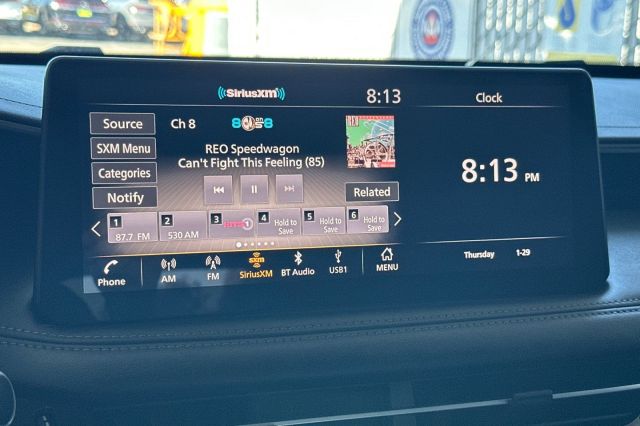 SiriusXM
8:13
Clock
Source
Ch 8
8 on 8
SXM Menu
REO Speedwagon
Can't Fight This Feeling (85)
Categories
8:13 PM
Notify
Related
1
87.7 FM
2
530 AM
3
4
Hold to
Save
5
Hold to
Save
6
Hold to
Save
Thursday 1-29
Phone
AM
FM
sxm
SiriusXM
BT Audio
USB1
MENU